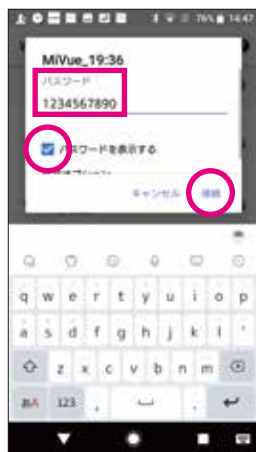 76% 14:47
MiVue_19:36
パスワード
1234567890
パスワードを表示する
キャンセル 接続
q w e r t y u i o p
a s d f g h j k l
z x c v b n m
あA 123 , .